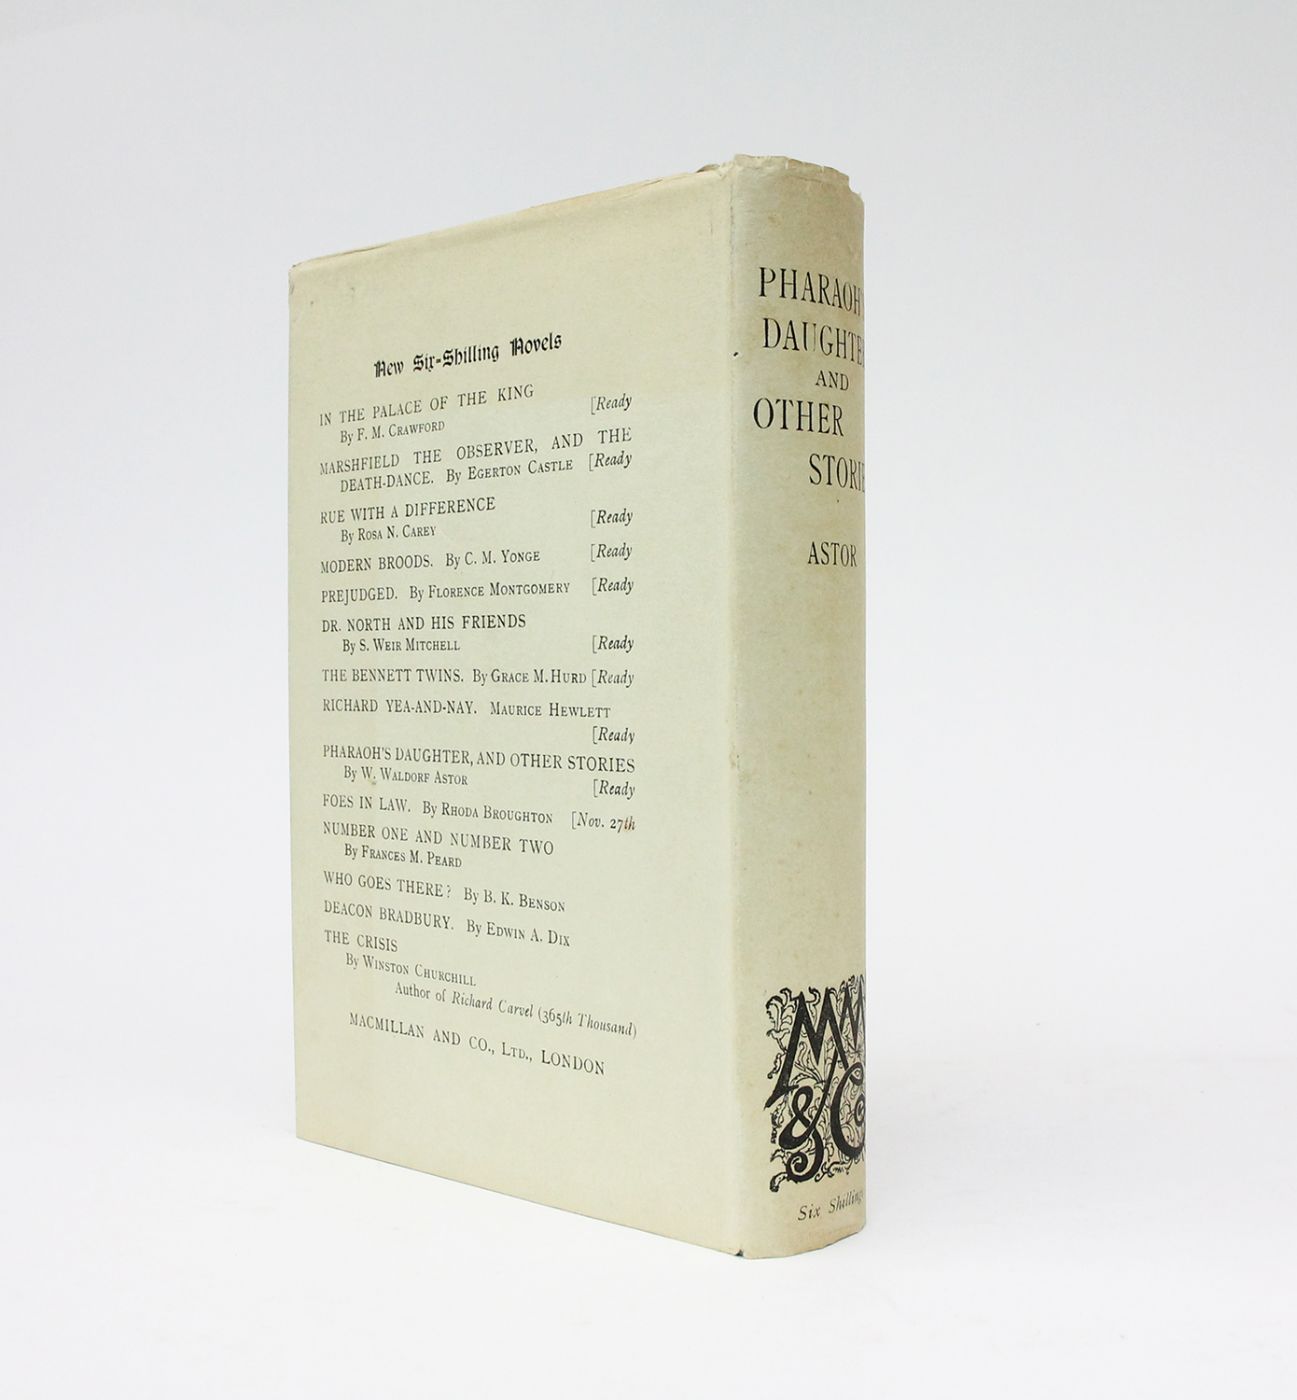 New Six-Shilling Novels
IN THE PALACE OF THE KING
By F. M. CRAWFORD [Ready
MARSHFIELD THE OBSERVER, AND THE
DEATH-DANCE. By EGERTON CASTLE [Ready
RUE WITH A DIFFERENCE
By ROSA N. CAREY [Ready
MODERN BROODS. By C. M. YONGE [Ready
PREJUDGED. By FLORENCE MONTGOMERY [Ready
DR. NORTH AND HIS FRIENDS
By S. WEIR MITCHELL [Ready
THE BENNETT TWINS. By GRACE M. HURD [Ready
RICHARD YEA-AND-NAY. MAURICE HEWLETT
[Ready
PHARAOH'S DAUGHTER, AND OTHER STORIES
By W. WALDORF ASTOR [Ready
FOES IN LAW. By RHODA BROUGHTON [Nov. 27th
NUMBER ONE AND NUMBER TWO
By FRANCES M. PEARD
WHO GOES THERE? By B. K. BENSON
DEACON BRADBURY. By EDWIN A. DIX
THE CRISIS
By WINSTON CHURCHILL
Author of Richard Carvel (365th Thousand)
MACMILLAN AND CO., LTD., LONDON
PHARAOH'
DAUGHTE
AND
OTHER
STORIE
ASTOR
MM
& Co
Six Shillings